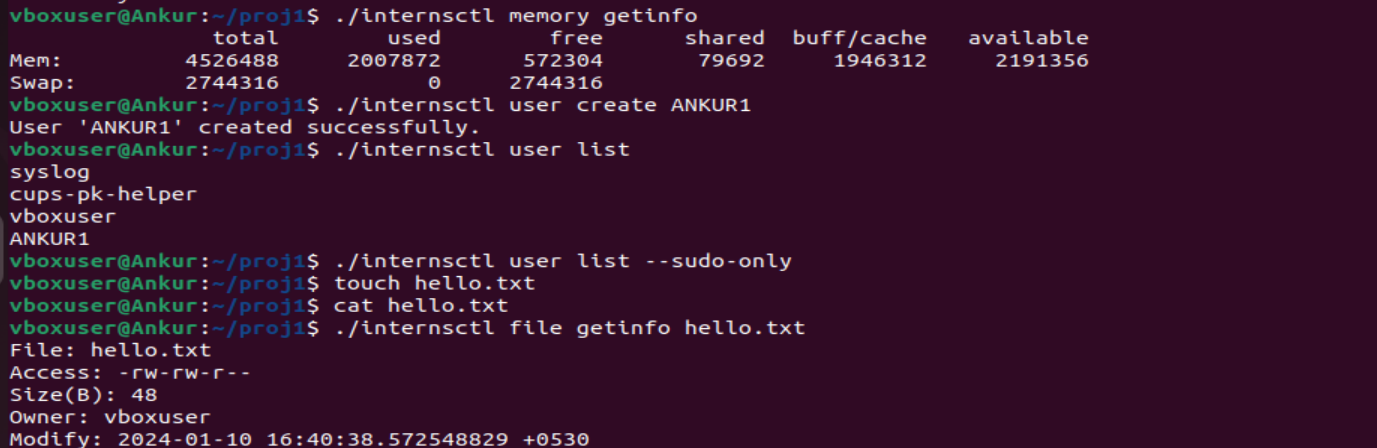 vboxuser@Ankur:~/proj1$ ./internsctl memory getinfo
               total        used        free      shared  buff/cache   available
Mem:         4526488     2007872      572304       79692     1946312     2191356
Swap:        2744316           0     2744316
vboxuser@Ankur:~/proj1$ ./internsctl user create ANKUR1
User 'ANKUR1' created successfully.
vboxuser@Ankur:~/proj1$ ./internsctl user list
syslog
cups-pk-helper
vboxuser
ANKUR1
vboxuser@Ankur:~/proj1$ ./internsctl user list --sudo-only
vboxuser@Ankur:~/proj1$ touch hello.txt
vboxuser@Ankur:~/proj1$ cat hello.txt
vboxuser@Ankur:~/proj1$ ./internsctl file getinfo hello.txt
File: hello.txt
Access: -rw-rw-r--
Size(B): 48
Owner: vboxuser
Modify: 2024-01-10 16:40:38.572548829 +0530